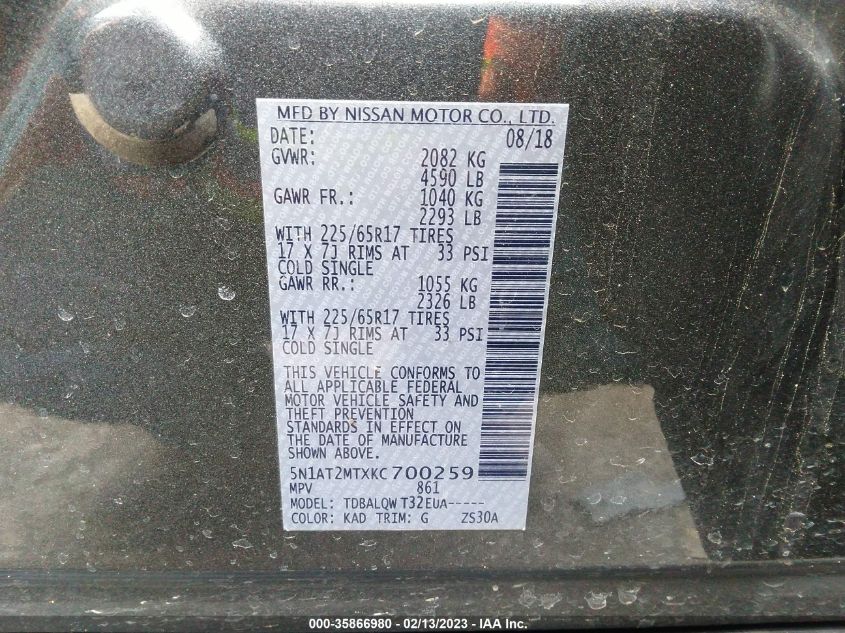 MFD BY NISSAN MOTOR CO., LTD.
DATE: 08/18
GVWR: 2082 KG
4590 LB
GAWR FR.: 1040 KG
2293 LB
WITH 225/65R17 TIRES
17 X 7J RIMS AT 33 PSI
COLD SINGLE
GAWR RR.: 1055 KG
2326 LB
WITH 225/65R17 TIRES
17 X 7J RIMS AT 33 PSI
COLD SINGLE
THIS VEHICLE CONFORMS TO
ALL APPLICABLE FEDERAL
MOTOR VEHICLE SAFETY AND
THEFT PREVENTION
STANDARDS IN EFFECT ON
THE DATE OF MANUFACTURE
SHOWN ABOVE.
5N1AT2MTXKC700259
MPV 861
MODEL: TDBALQW T32EUA-----
COLOR: KAD TRIM: G ZS30A
000-35866980 — 02/13/2023 — IAA Inc.